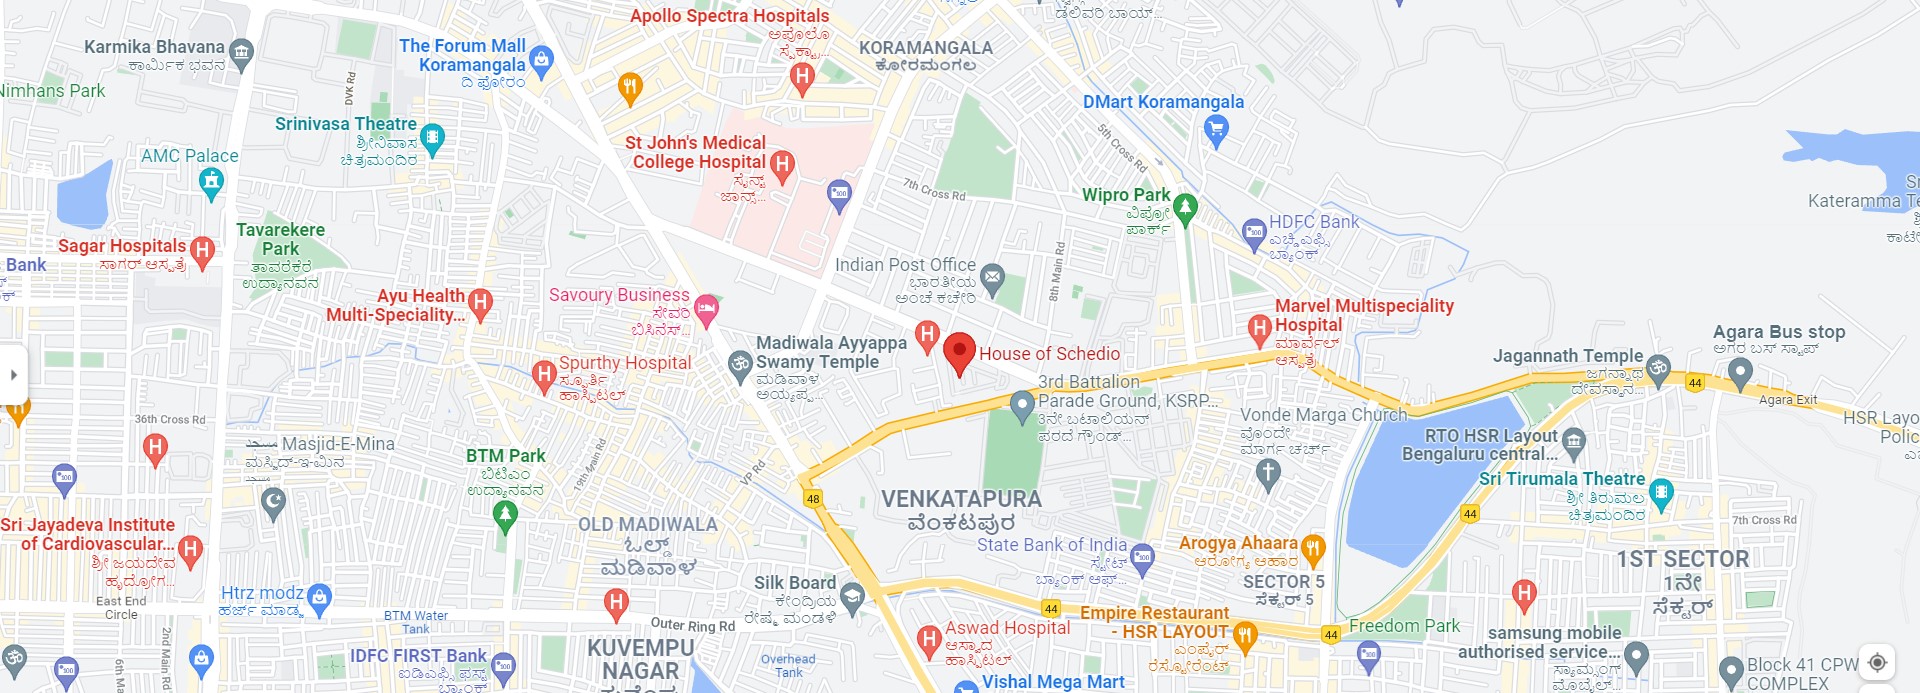 Apollo Spectra Hospitals
ಅಪೊಲೊ
ಸ್ಪೆಕ್ಟ್ರಾ...
ಡೆಲಿವರಿ ಬಾಯ್...
Karmika Bhavana
ಕಾರ್ಮಿಕ ಭವನ
The Forum Mall
Koramangala
ದಿ ಫೋರಂ
KORAMANGALA
ಕೋರಮಂಗಲ
Nimhans Park
DVK Rd
DMart Koramangala
Srinivasa Theatre
ಶ್ರೀನಿವಾಸ
ಚಿತ್ರಮಂದಿರ
St John's Medical
College Hospital
ಸೈನ್ಟ್
ಜಾನ್ಸ್...
5th Cross Rd
AMC Palace
7th Cross Rd
Wipro Park
ವಿಪ್ರೋ
ಪಾರ್ಕ್
HDFC Bank
ಎಚ್ಡಿಎಫ್ಸಿ
ಬ್ಯಾಂಕ್
Kateramma Te
Sagar Hospitals
ಸಾಗರ್ ಆಸ್ಪತ್ರೆ
Tavarekere
Park
ತಾವರೆಕೆರೆ
ಉದ್ಯಾನವನ
Bank
Indian Post Office
ಭಾರತೀಯ
ಅಂಚೆ ಕಚೇರಿ
8th Main Rd
Ayu Health
Multi-Speciality...
Savoury Business
ಸೇವರಿ
ಬಿಸಿನೆಸ್...
Marvel Multispeciality
Hospital
ಮಾರ್ವೆಲ್
ಆಸ್ಪತ್ರೆ
Madiwala Ayyappa
Swamy Temple
ಮಡಿವಾಳ
ಅಯ್ಯಪ್ಪ...
House of Schedio
Agara Bus stop
ಅಗರ ಬಸ್ ಸ್ಟಾಪ್
Jagannath Temple
ಜಗನ್ನಾಥ
ದೇವಸ್ಥಾನ...
Spurthy Hospital
ಸ್ಪೂರ್ತಿ
ಹಾಸ್ಪಿಟಲ್
3rd Battalion
Parade Ground, KSRP...
3ನೇ ಬಟಾಲಿಯನ್
ಪರದೆ ಗ್ರೌಂಡ್...
44
Agara Exit
HSR Layo
Polic
36th Cross Rd
Vonde Marga Church
ವೊಂದೇ
ಮಾರ್ಗ ಚರ್ಚ್
Masjid-E-Mina
ಮಸ್ಜಿದ್-ಇ-ಮಿನ
RTO HSR Layout
Bengaluru central...
BTM Park
ಬಿಟಿಎಂ
ಉದ್ಯಾನವನ
19th Main Rd
VP Rd
Sri Tirumala Theatre
ಶ್ರೀ ತಿರುಮಲ
ಚಿತ್ರಮಂದಿರ
48
VENKATAPURA
ವೆಂಕಟಪುರ
44
7th Cross Rd
Sri Jayadeva Institute
of Cardiovascular...
ಶ್ರೀ ಜಯದೇವ
ಹೃದ್ರೋಗ...
OLD MADIWALA
ಓಲ್ಡ್
ಮಡಿವಾಳ
State Bank of India
ಸ್ಟೇಟ್
ಬ್ಯಾಂಕ್ ಆಫ್...
Arogya Ahaara
ಆರೋಗ್ಯ ಆಹಾರ
SECTOR 5
ಸೆಕ್ಟರ್ 5
1ST SECTOR
1ನೇ
ಸೆಕ್ಟರ್
Silk Board
ಕೇಂದ್ರಿಯ
ರೇಷ್ಮೆ ಮಂಡಳಿ
East End
Circle
Htrz modz
ಹರ್ಜ್ ಮಾಡ್ಜ
BTM Water
Tank
Outer Ring Rd
44
Empire Restaurant
- HSR LAYOUT
ಎಂಪೈರ್
ರೆಸ್ಟೋರೆಂಟ್
44
Freedom Park
Aswad Hospital
ಆಸ್ವಾದ
ಹಾಸ್ಪಿಟಲ್
samsung mobile
authorised service...
ಸ್ಯಾಮ್ಸಂಗ್
ಮೊಬೈಲ್...
2nd Main Rd
6th Main
IDFC FIRST Bank
ಐಡಿಎಫ್ಸಿ ಫಸ್ಟ್
ಬ್ಯಾಂಕ್
KUVEMPU
NAGAR
Overhead
Tank
Vishal Mega Mart
Block 41 CPW
COMPLEX